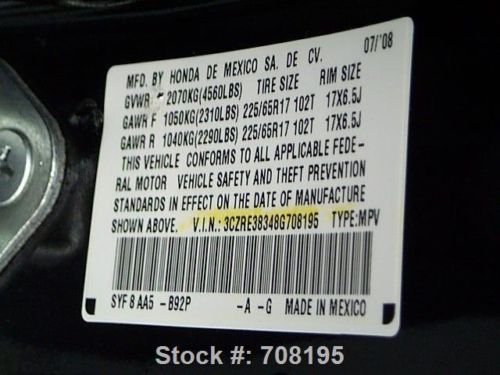 MFD. BY HONDA DE MEXICO SA. DE CV. 07/'08
GVWR 2070KG(4560LBS) TIRE SIZE RIM SIZE
GAWR F 1050KG(2310LBS) 225/65R17 102T 17X6.5J
GAWR R 1040KG(2290LBS) 225/65R17 102T 17X6.5J
THIS VEHICLE CONFORMS TO ALL APPLICABLE FEDE-
RAL MOTOR VEHICLE SAFETY AND THEFT PREVENTION
STANDARDS IN EFFECT ON THE DATE OF MANUFACTURE
SHOWN ABOVE. V.I.N.:3CZRE38348G708195 TYPE:MPV
SYF 8 AA5 -B92P -A -G MADE IN MEXICO
Stock #: 708195